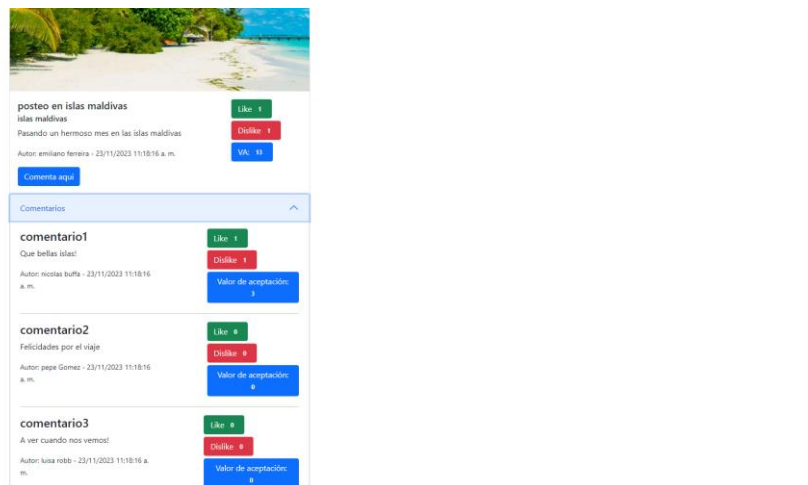 posteo en islas maldivas
islas maldivas
Pasando un hermoso mes en las islas maldivas
Autor: emiliano ferreira - 23/11/2023 11:18:16 a. m.
Like 1
Dislike 1
VA: 13
Comenta aquí
Comentarios
comentario1
Que bellas islas!
Autor: nicolas buffa - 23/11/2023 11:18:16
a. m.
Like 1
Dislike 1
Valor de aceptación:
3
comentario2
Felicidades por el viaje
Autor: pepe Gomez - 23/11/2023 11:18:16
a. m.
Like 0
Dislike 0
Valor de aceptación:
0
comentario3
A ver cuando nos vemos!
Autor: luisa robb - 23/11/2023 11:18:16 a.
m.
Like 0
Dislike 0
Valor de aceptación:
0